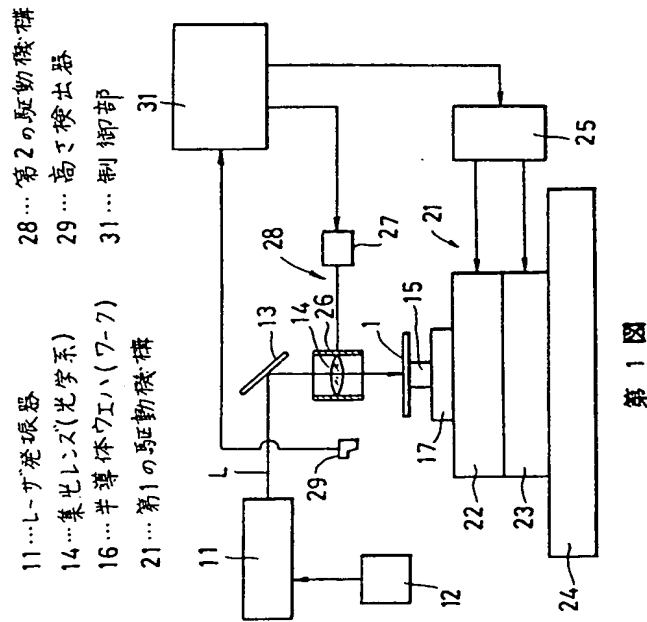 11…レーザ発振器
14…集光レンズ(光学系)
16…半導体ウエハ(ワーク)
21…第1の駆動機構
28…第2の駆動機構
29…高さ検出器
31…制御部
31
25
21
28
27
13
14
26
1
15
17
L
29
22
23
24
11
12
第1図